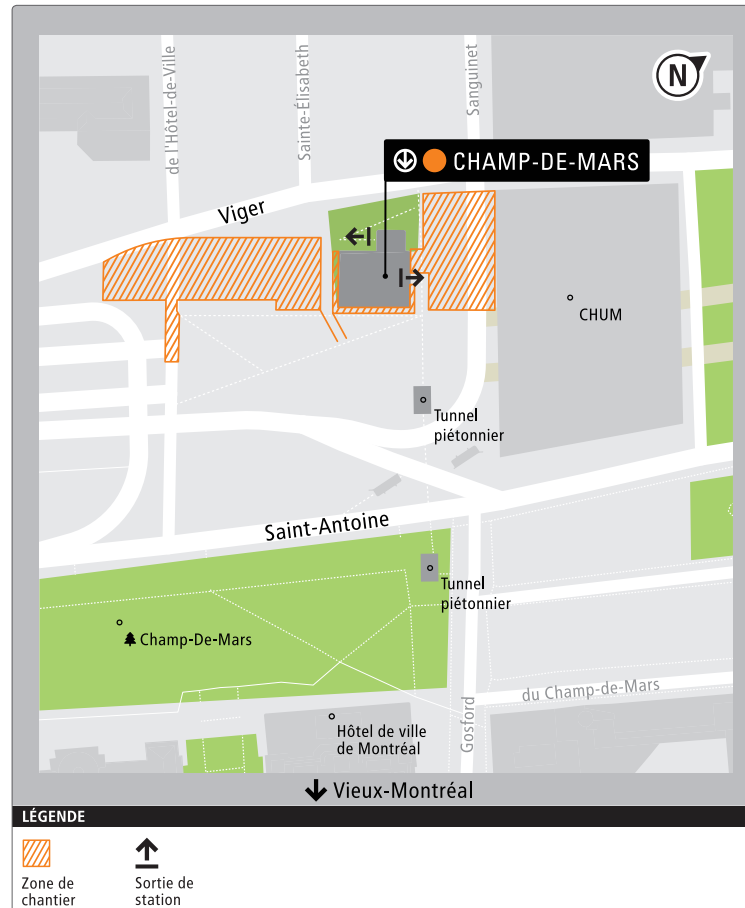 de l'Hôtel-de-Ville
Sainte-Élisabeth
Sanguinet
N
CHAMP-DE-MARS
Viger
CHUM
Tunnel
piétonnier
Saint-Antoine
Tunnel
piétonnier
Champ-De-Mars
du Champ-de-Mars
Gosford
Hôtel de ville
de Montréal
Vieux-Montréal
LÉGENDE
Zone de
chantier
Sortie de
station